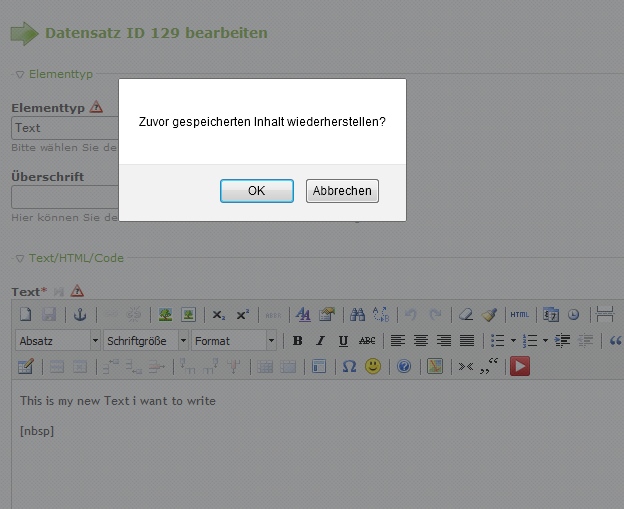 Datensatz ID 129 bearbeiten
Elementtyp
Elementtyp
Text
Bitte wählen Sie de
Zuvor gespeicherten Inhalt wiederherstellen?
OK Abbrechen
Überschrift
Hier können Sie de
Text/HTML/Code
Text*
HTML
Absatz Schriftgröße Format B I U ABC
This is my new Text i want to write
[nbsp]